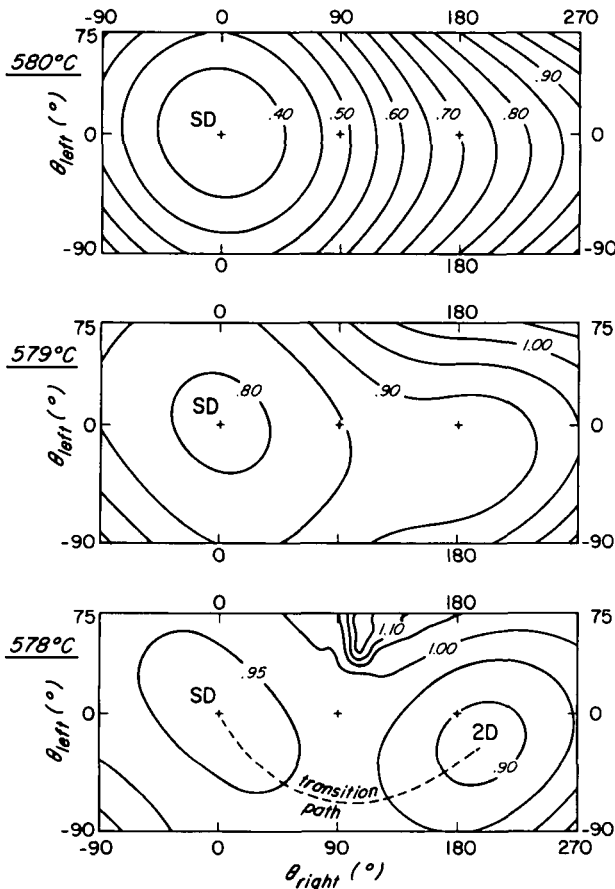 -90 0 90 180 270
580°C
75
θleft (°)
0
-90
SD
.40 .50 .60 .70 .80 .90
0
-90
0 180
0 180
579°C
75
θleft (°)
0
-90
SD
.80 .90 1.00
75
0
-90
0 90 180
0 180
578°C
75
θleft (°)
0
-90
SD
.95 1.10 1.00
2D
.90
transition
path
75
0
-90
-90 0 90 180 270
θright (°)